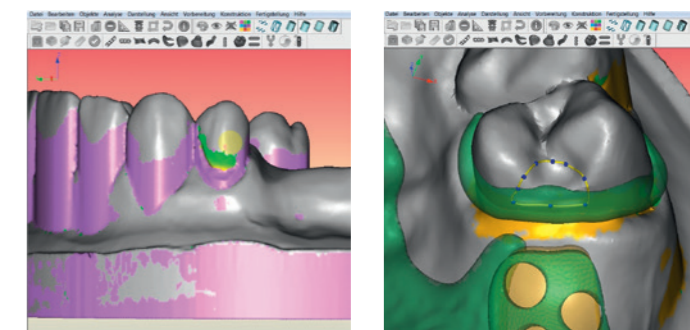 Datei Bearbeiten Objekte Analyse Darstellung Ansicht Vorbereitung Konstruktion Fertigstellung Hilfe
Datei Bearbeiten Objekte Analyse Darstellung Ansicht Vorbereitung Konstruktion Fertigstellung Hilfe